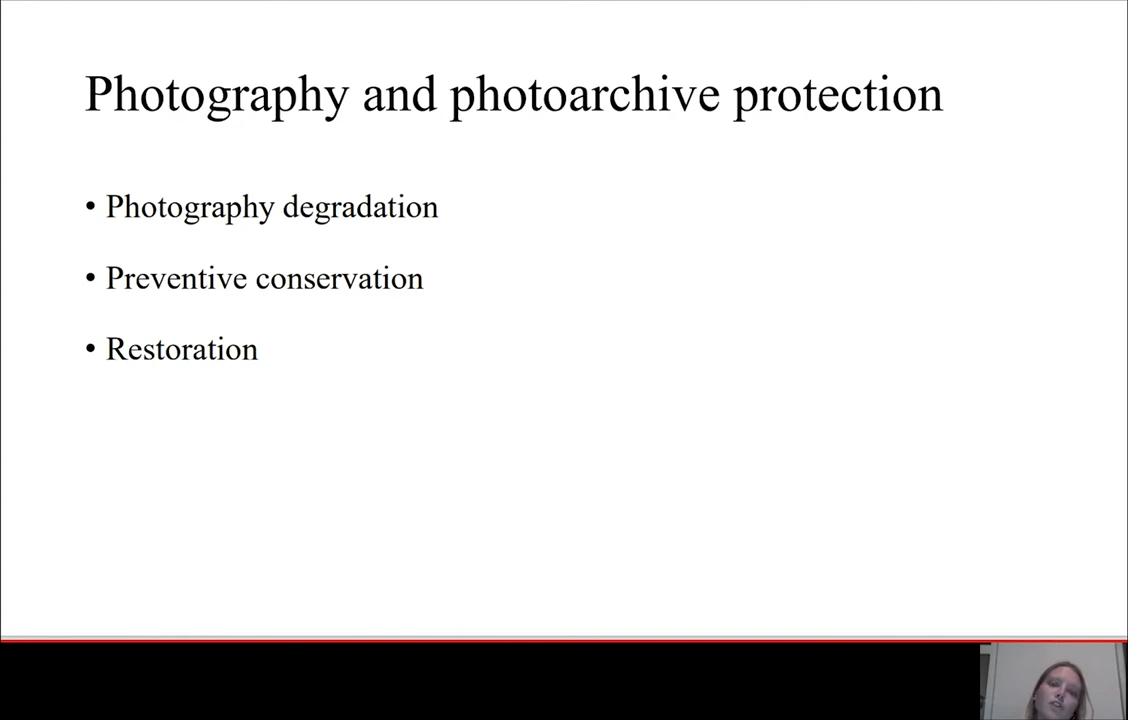 Photography and photoarchive protection
• Photography degradation
• Preventive conservation
• Restoration